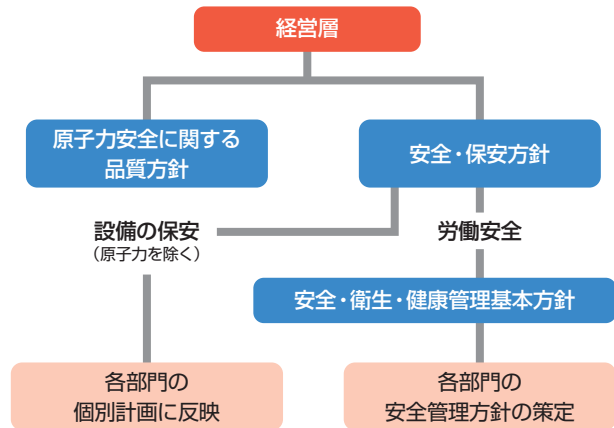 経営層
原子力安全に関する
品質方針
安全・保安方針
設備の保安
(原子力を除く)
労働安全
安全・衛生・健康管理基本方針
各部門の
個別計画に反映
各部門の
安全管理方針の策定